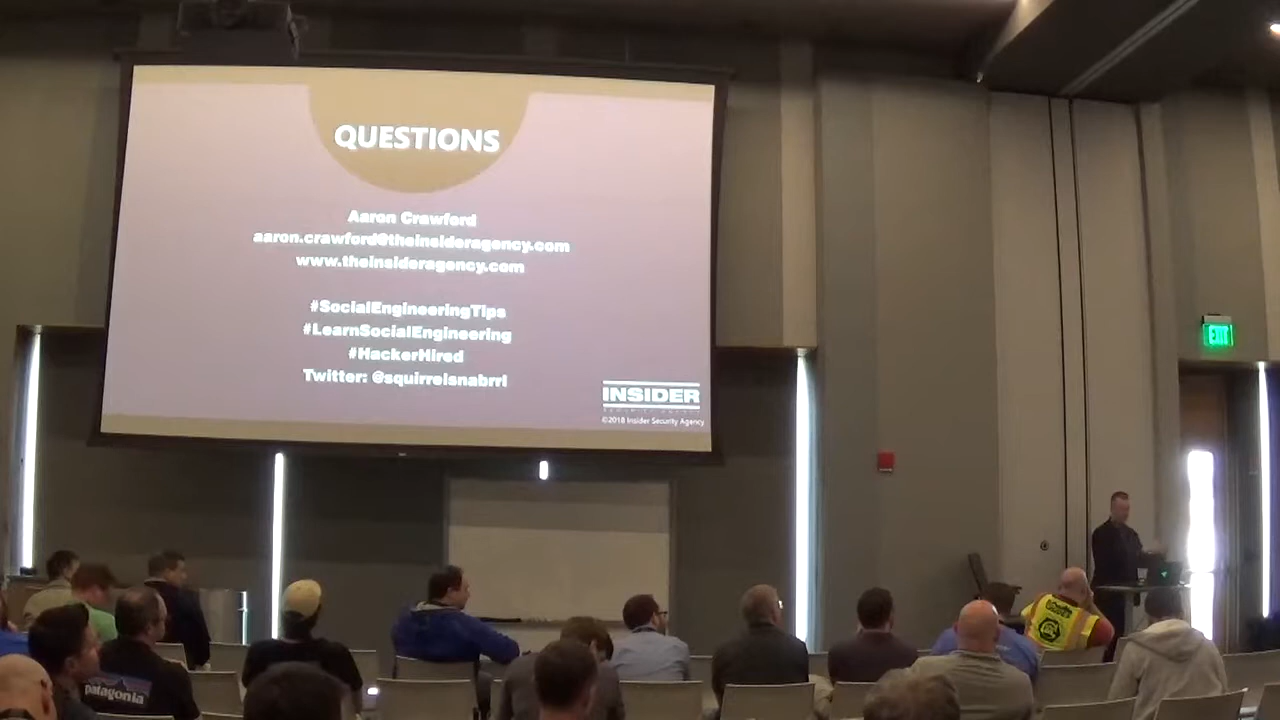 QUESTIONS
Aaron Crawford
aaron.crawford@theinsideragency.com
www.theinsideragency.com
#SocialEngineeringTips
#LearnSocialEngineering
#HackerHired
Twitter: @squirrelsnabrrl
INSIDER
©2018 Insider Security Agency
EXIT
patagonia